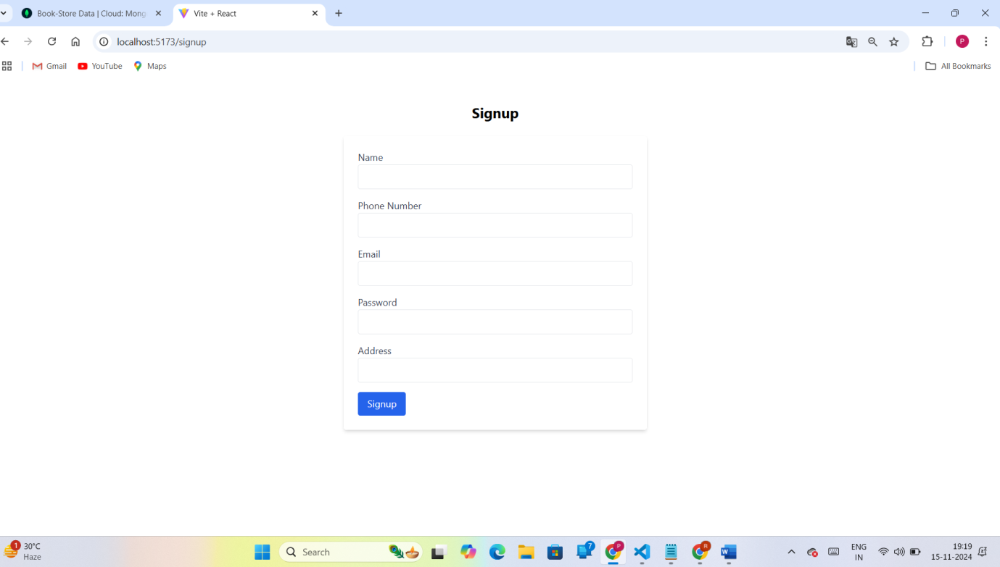 Book-Store Data | Cloud: Mong
Vite + React
localhost:5173/signup
Gmail
YouTube
Maps
All Bookmarks
P
Signup
Name
Phone Number
Email
Password
Address
Signup
1
30°C
Haze
Search
7
P
R
W
ENG
IN
19:19
15-11-2024